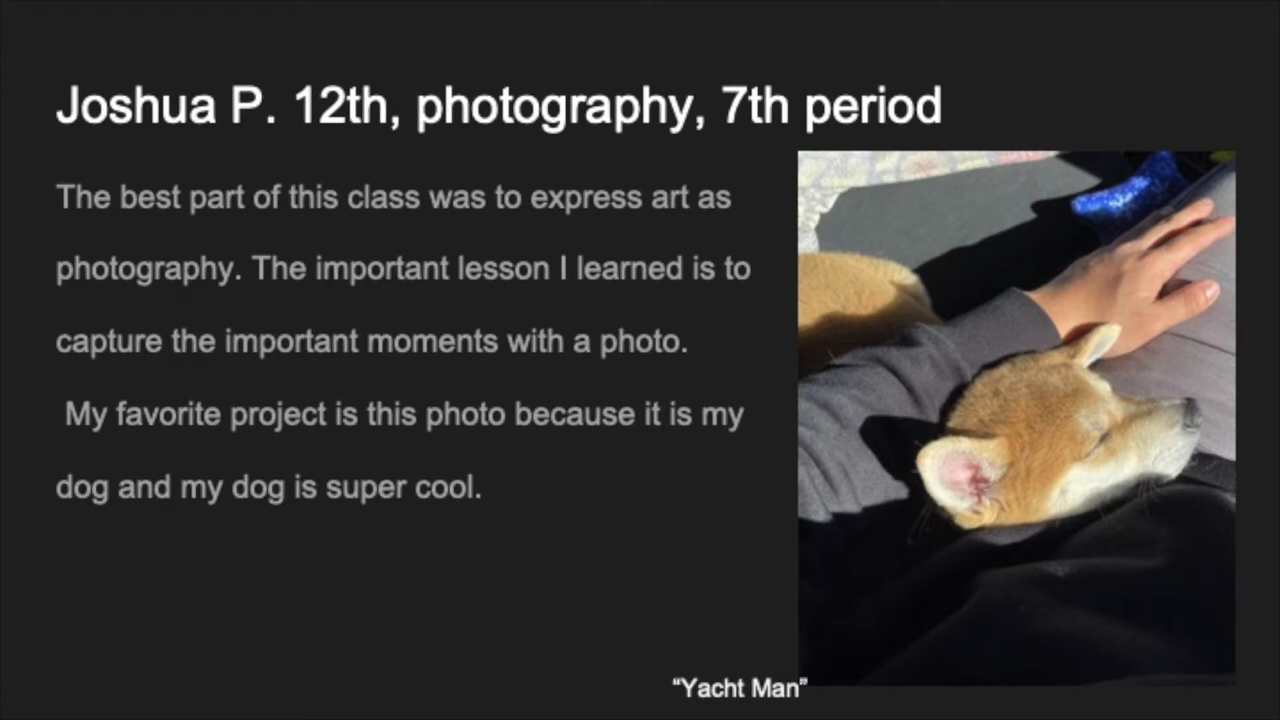 Joshua P. 12th, photography, 7th period
The best part of this class was to express art as
photography. The important lesson I learned is to
capture the important moments with a photo.
My favorite project is this photo because it is my
dog and my dog is super cool.
“Yacht Man”